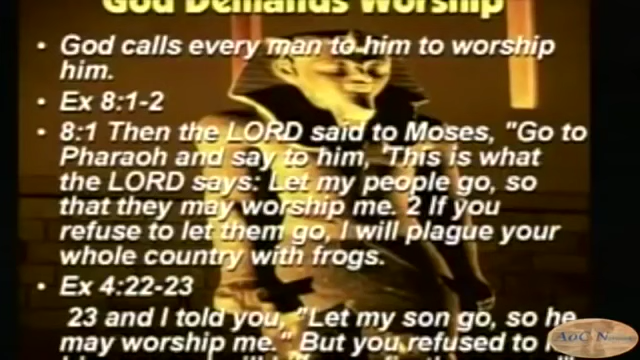 God Demands Worship
• God calls every man to him to worship
him.
• Ex 8:1-2
• 8:1 Then the LORD said to Moses, "Go to
Pharaoh and say to him, 'This is what
the LORD says: Let my people go, so
that they may worship me. 2 If you
refuse to let them go, I will plague your
whole country with frogs.
• Ex 4:22-23
23 and I told you, "Let my son go, so he
may worship me." But you refused to
AoC